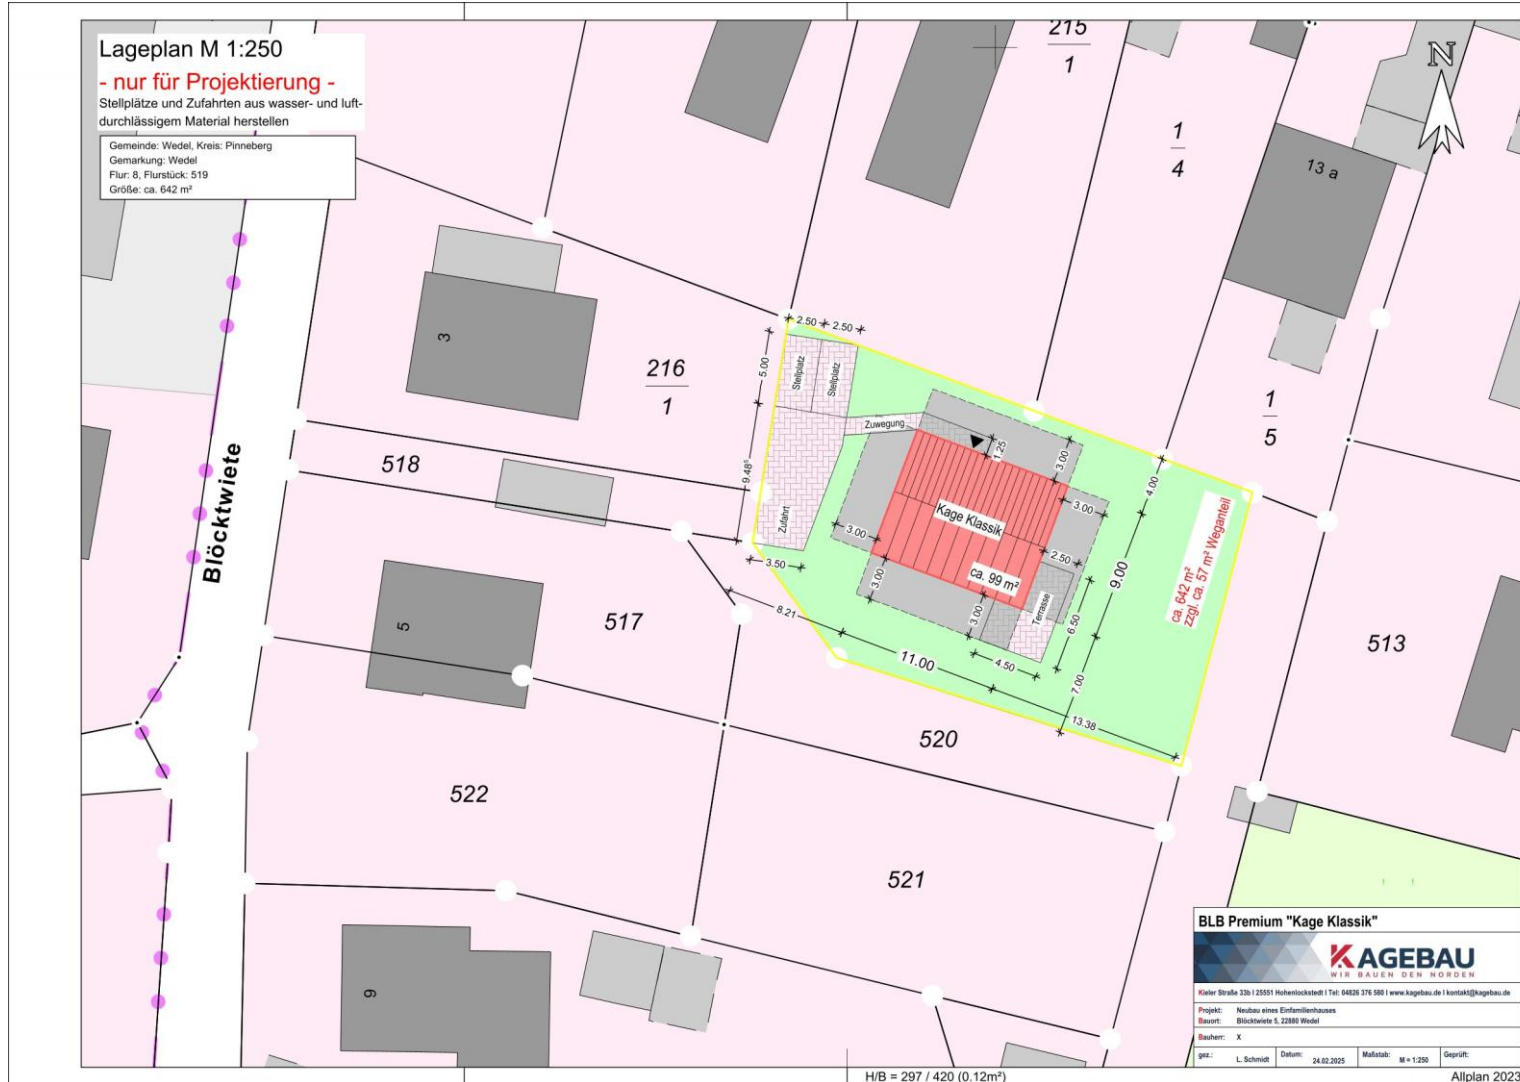 Lageplan M 1:250
- nur für Projektierung -
Stellplätze und Zufahrten aus wasser- und luft-
durchlässigem Material herstellen
Gemeinde: Wedel, Kreis: Pinneberg
Gemarkung: Wedel
Flur: 8, Flurstück: 519
Größe: ca. 642 m²
215
1
N
1
4
13 a
3
216
1
2.50
2.50
5.00
Stellplatz
Stellplatz
Zuwegung
1.25
3.00
4.00
1
5
518
Blöcktwiete
9.48⁵
Zufahrt
3.50
3.00
Kage Klassik
3.00
2.50
ca. 99 m²
3.00
3.00
Terrasse
9.00
6.50
4.50
7.00
ca. 642 m²
zzgl. ca. 57 m² Weganteil
8.21
11.00
13.38
5
517
513
520
522
521
9
BLB Premium "Kage Klassik"
KAGEBAU
WIR BAUEN DEN NORDEN
Kieler Straße 33b I 25551 Hohenlockstedt I Tel: 04826 376 580 I www.kagebau.de I kontakt@kagebau.de
Projekt: Neubau eines Einfamilienhauses
Bauort: Blöcktwiete 5, 22880 Wedel
Bauherr: X
gez.: L. Schmidt Datum: 24.02.2025 Maßstab: M = 1:250 Geprüft:
H/B = 297 / 420 (0.12m²)
Allplan 2023